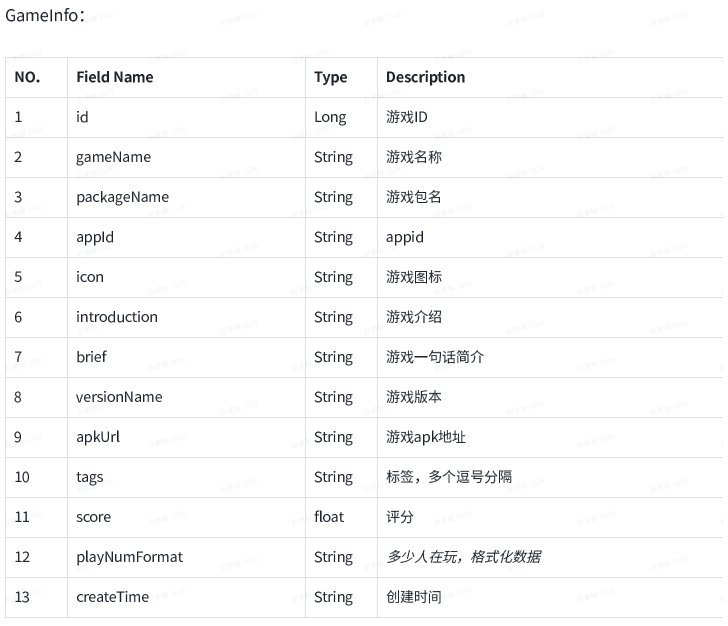 GameInfo：
NO. Field Name Type Description
1 id Long 游戏ID
2 gameName String 游戏名称
3 packageName String 游戏包名
4 appId String appid
5 icon String 游戏图标
6 introduction String 游戏介绍
7 brief String 游戏一句话简介
8 versionName String 游戏版本
9 apkUrl String 游戏apk地址
10 tags String 标签，多个逗号分隔
11 score float 评分
12 playNumFormat String 多少人在玩，格式化数据
13 createTime String 创建时间